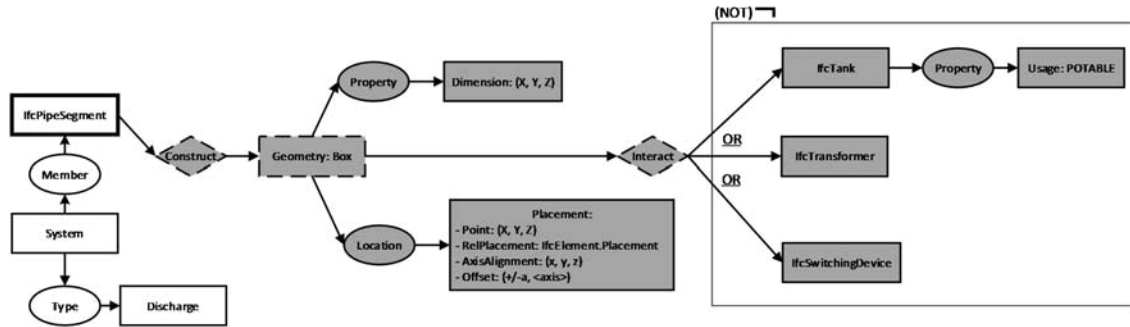 (NOT) ¬
IfcTank
Property
Usage: POTABLE
Property
Dimension: (X, Y, Z)
IfcPipeSegment
Construct
Geometry: Box
Interact
OR
IfcTransformer
OR
Member
System
Location
Placement:
- Point: (X, Y, Z)
- RelPlacement: IfcElement.Placement
- AxisAlignment: (x, y, z)
- Offset: (+/-a, <axis>)
IfcSwitchingDevice
Type
Discharge